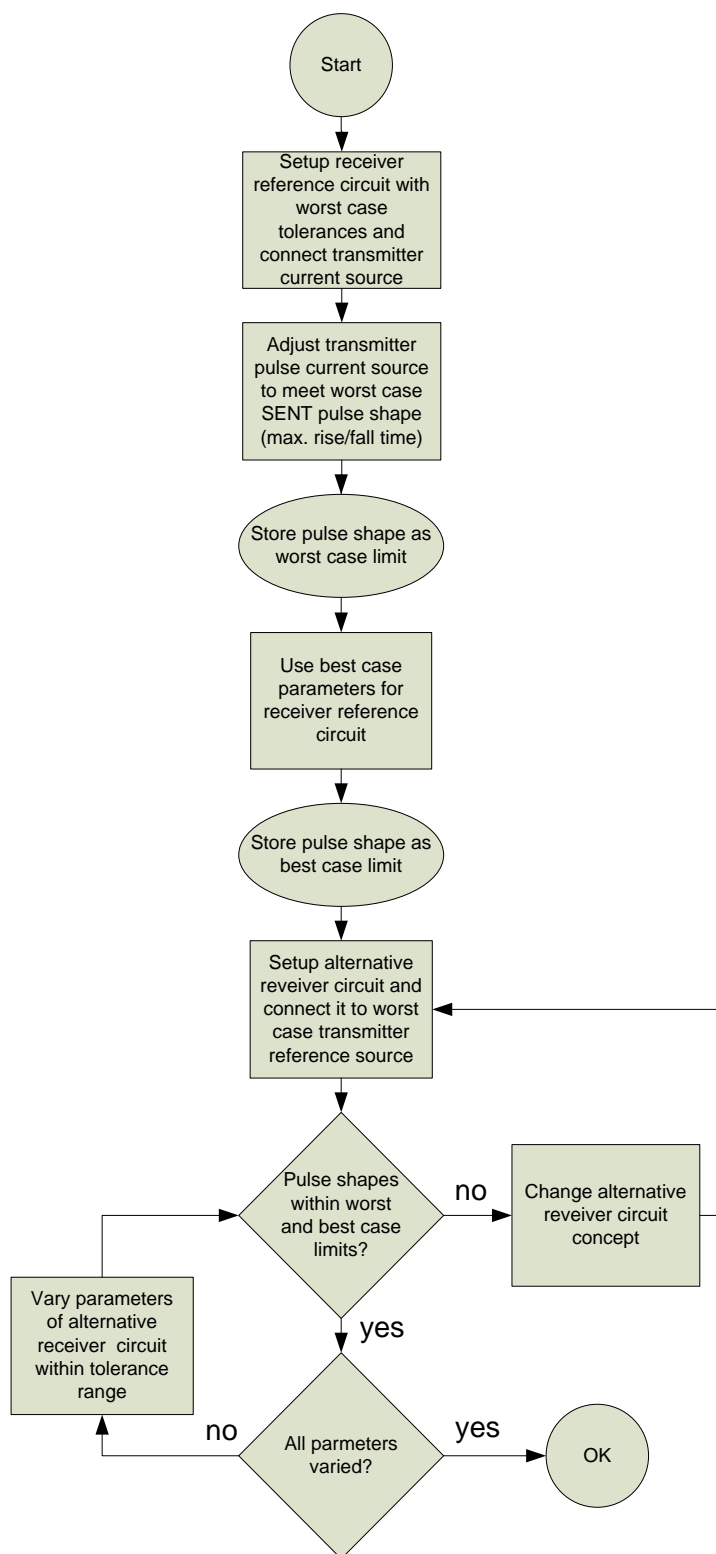 Start
Setup receiver
reference circuit with
worst case
tolerances and
connect transmitter
current source
Adjust transmitter
pulse current source
to meet worst case
SENT pulse shape
(max. rise/fall time)
Store pulse shape as
worst case limit
Use best case
parameters for
receiver reference
circuit
Store pulse shape as
best case limit
Setup alternative
reveiver circuit and
connect it to worst
case transmitter
reference source
Pulse shapes
within worst
and best case
limits?
no
Change alternative
reveiver circuit
concept
Vary parameters
of alternative
receiver circuit
within tolerance
range
yes
All parmeters
varied?
no
yes
OK